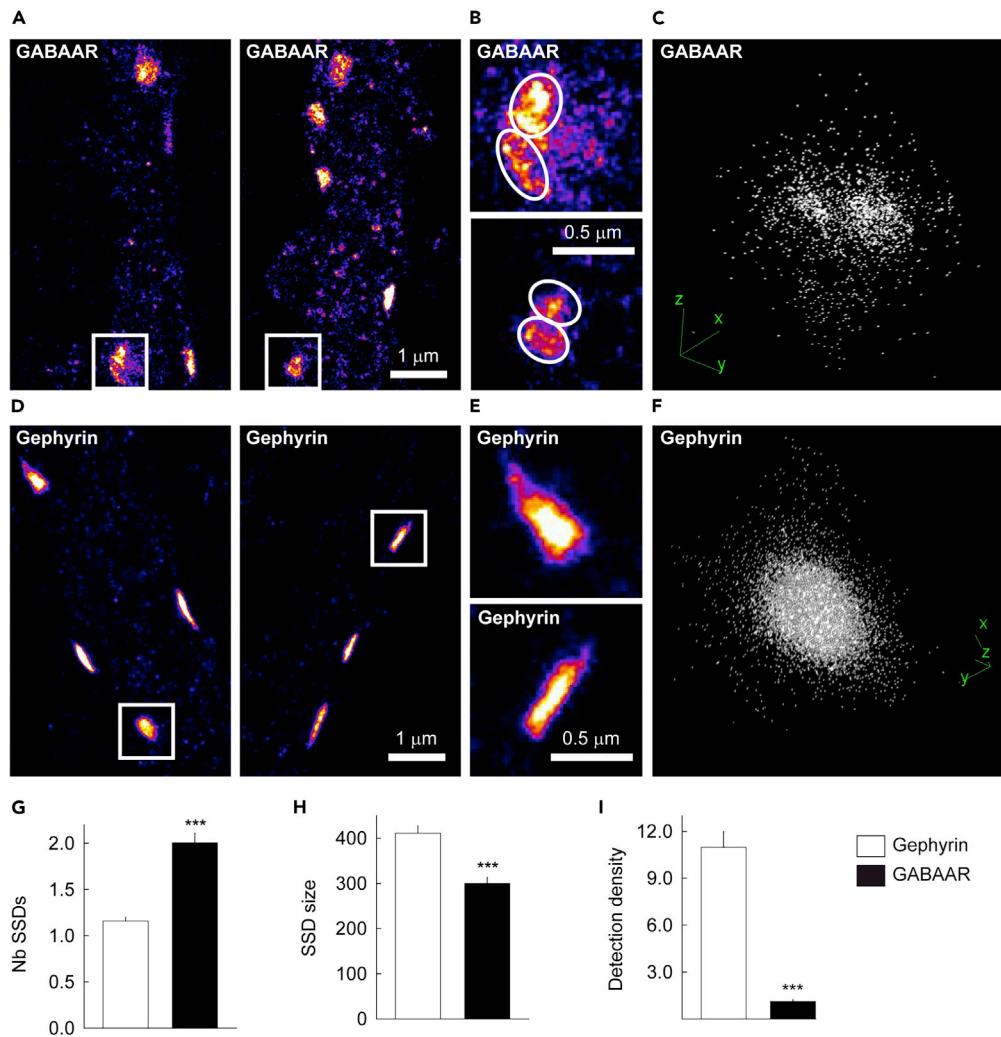 A
B
C
GABAAR
GABAAR
GABAAR
0.5 μm
1 μm
z
x
y
D
E
F
Gephyrin
Gephyrin
Gephyrin
Gephyrin
Gephyrin
1 μm
0.5 μm
x
z
y
G
H
I
Nb SSDs
2.0
1.5
1.0
0.5
0.0
***
SSD size
400
300
200
100
0
***
Detection density
12.0
9.0
6.0
3.0
***
Gephyrin
GABAAR